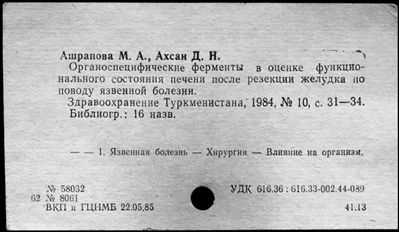 Ашрапова М. А., Ахсан Д. Н.
Органоспецифические ферменты в оценке функцио-
нального состояния печени после резекции желудка по
поводу язвенной болезни.
Здравоохранение Туркменистана, 1984, № 10, с. 31—34.
Библиогр.: 16 назв.
— — 1. Язвенная болезнь — Хирургия — Влияние на организм.
№ 58032 УДК 616.36 : 616.33-002.44-089
62 № 8061
ВКП и ГЦНМБ 22.05.85 41.13